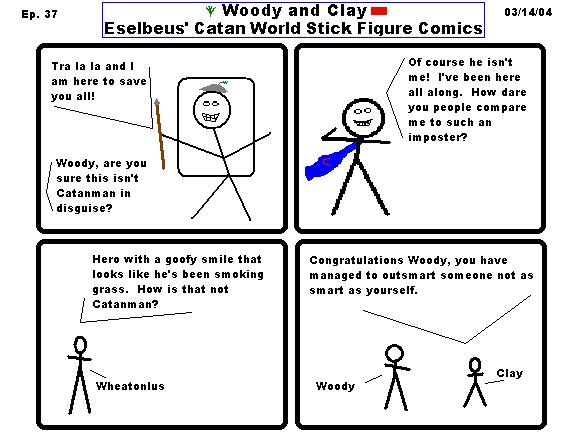 Ep. 37
Woody and Clay
03/14/04
Eselbeus' Catan World Stick Figure Comics
Tra la la and I
am here to save
you all!
Woody, are you
sure this isn't
Catanman in
disguise?
Of course he isn't
me! I've been here
all along. How dare
you people compare
me to such an
imposter?
Hero with a goofy smile that
looks like he's been smoking
grass. How is that not
Catanman?
Wheatonius
Congratulations Woody, you have
managed to outsmart someone not as
smart as yourself.
Woody
Clay